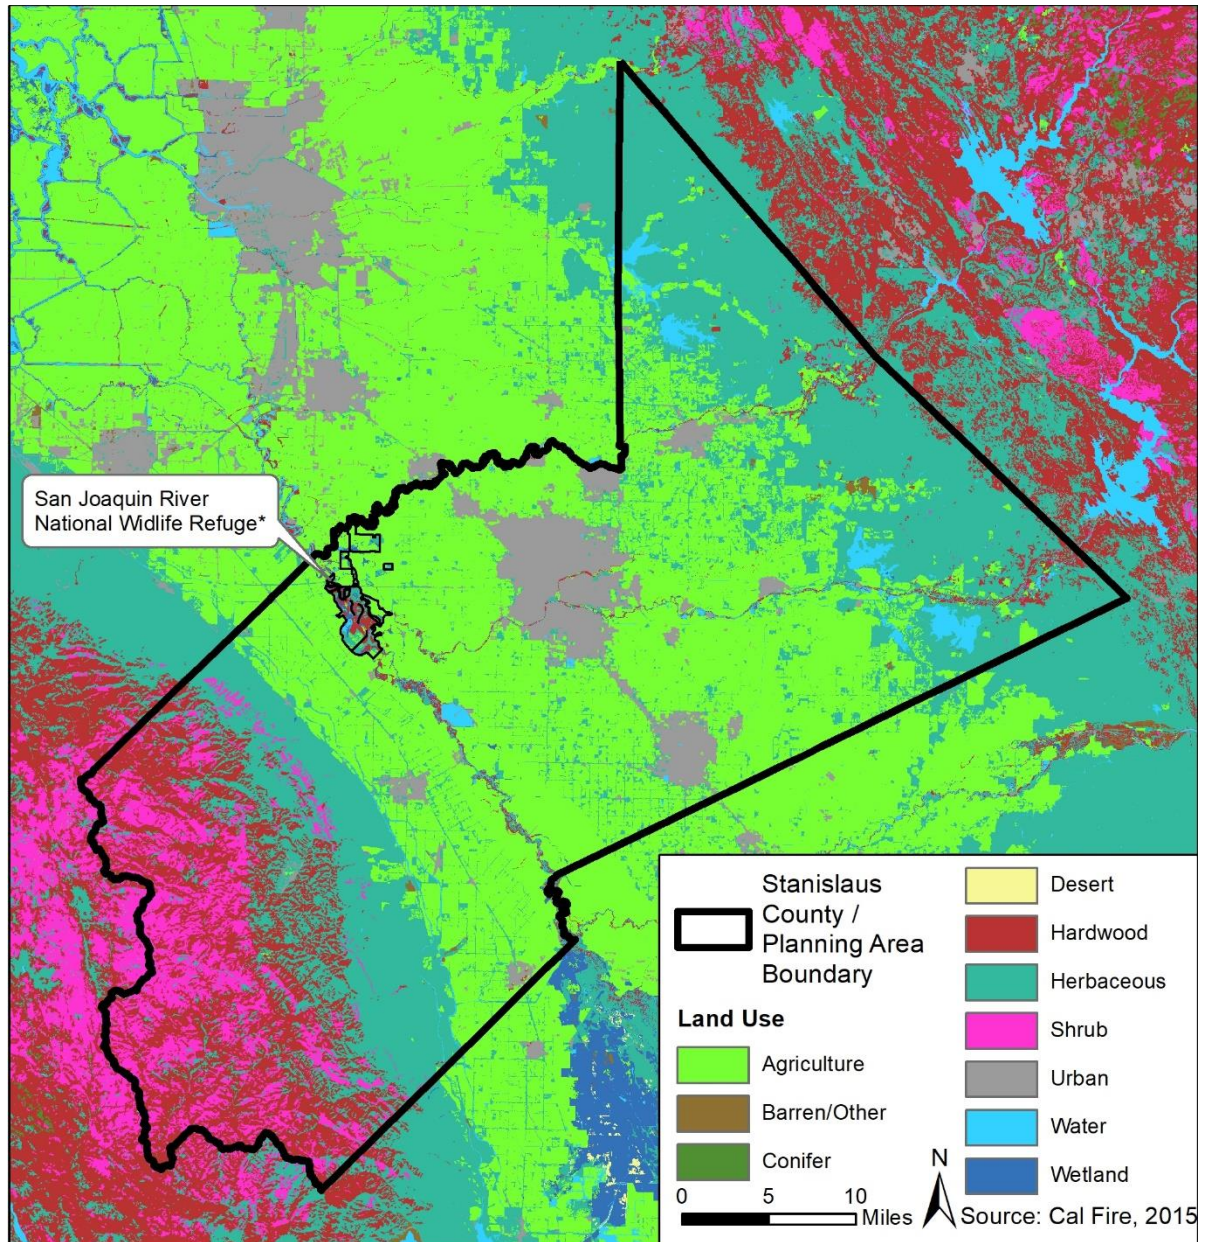 San Joaquin River
National Widlife Refuge*
Stanislaus
County /
Planning Area
Boundary
Land Use
Agriculture
Barren/Other
Conifer
Desert
Hardwood
Herbaceous
Shrub
Urban
Water
Wetland
0 5 10
Miles
N
Source: Cal Fire, 2015